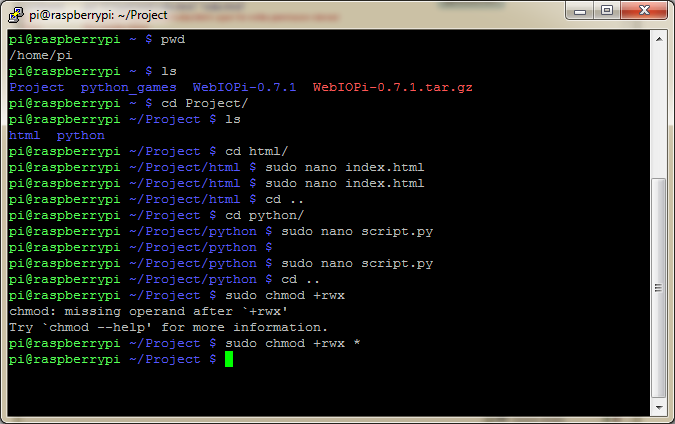 pi@raspberrypi: ~/Project
pi@raspberrypi ~ $ pwd
/home/pi
pi@raspberrypi ~ $ ls
Project  python_games  WebIOPi-0.7.1  WebIOPi-0.7.1.tar.gz
pi@raspberrypi ~ $ cd Project/
pi@raspberrypi ~/Project $ ls
html  python
pi@raspberrypi ~/Project $ cd html/
pi@raspberrypi ~/Project/html $ sudo nano index.html
pi@raspberrypi ~/Project/html $ sudo nano index.html
pi@raspberrypi ~/Project/html $ cd ..
pi@raspberrypi ~/Project $ cd python/
pi@raspberrypi ~/Project/python $ sudo nano script.py
pi@raspberrypi ~/Project/python $
pi@raspberrypi ~/Project/python $ sudo nano script.py
pi@raspberrypi ~/Project/python $ cd ..
pi@raspberrypi ~/Project $ sudo chmod +rwx
chmod: missing operand after `+rwx'
Try `chmod --help' for more information.
pi@raspberrypi ~/Project $ sudo chmod +rwx *
pi@raspberrypi ~/Project $